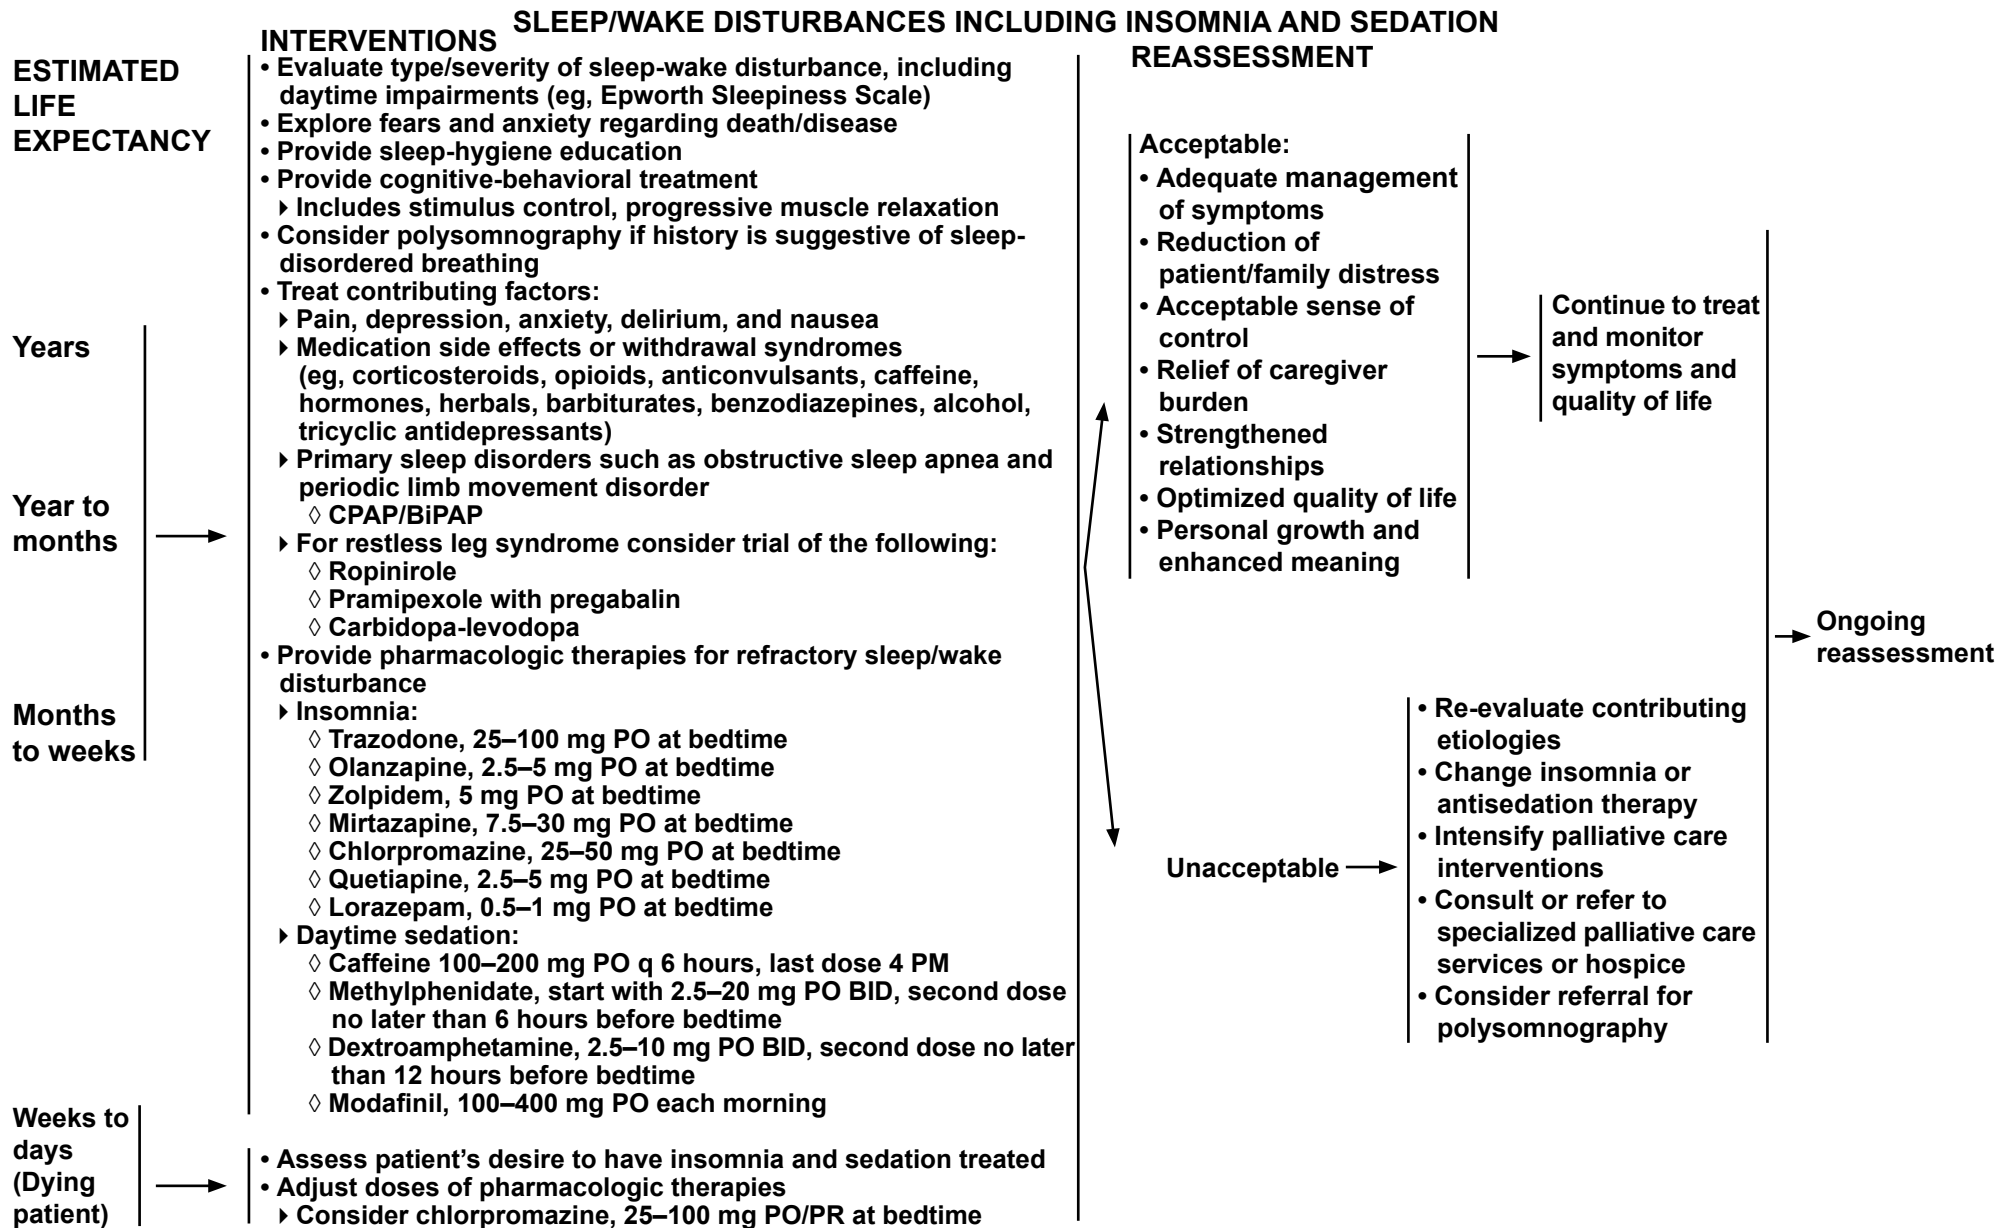 SLEEP/WAKE DISTURBANCES INCLUDING INSOMNIA AND SEDATION
ESTIMATED
LIFE
EXPECTANCY
Years
Year to
months
Months
to weeks
INTERVENTIONS
• Evaluate type/severity of sleep-wake disturbance, including
daytime impairments (eg, Epworth Sleepiness Scale)
• Explore fears and anxiety regarding death/disease
• Provide sleep-hygiene education
• Provide cognitive-behavioral treatment
▸ Includes stimulus control, progressive muscle relaxation
• Consider polysomnography if history is suggestive of sleep-
disordered breathing
• Treat contributing factors:
▸ Pain, depression, anxiety, delirium, and nausea
▸ Medication side effects or withdrawal syndromes
(eg, corticosteroids, opioids, anticonvulsants, caffeine,
hormones, herbals, barbiturates, benzodiazepines, alcohol,
tricyclic antidepressants)
▸ Primary sleep disorders such as obstructive sleep apnea and
periodic limb movement disorder
◊ CPAP/BiPAP
▸ For restless leg syndrome consider trial of the following:
◊ Ropinirole
◊ Pramipexole with pregabalin
◊ Carbidopa-levodopa
• Provide pharmacologic therapies for refractory sleep/wake
disturbance
▸ Insomnia:
◊ Trazodone, 25–100 mg PO at bedtime
◊ Olanzapine, 2.5–5 mg PO at bedtime
◊ Zolpidem, 5 mg PO at bedtime
◊ Mirtazapine, 7.5–30 mg PO at bedtime
◊ Chlorpromazine, 25–50 mg PO at bedtime
◊ Quetiapine, 2.5–5 mg PO at bedtime
◊ Lorazepam, 0.5–1 mg PO at bedtime
▸ Daytime sedation:
◊ Caffeine 100–200 mg PO q 6 hours, last dose 4 PM
◊ Methylphenidate, start with 2.5–20 mg PO BID, second dose
no later than 6 hours before bedtime
◊ Dextroamphetamine, 2.5–10 mg PO BID, second dose no later
than 12 hours before bedtime
◊ Modafinil, 100–400 mg PO each morning
Weeks to
days
(Dying
patient)
• Assess patient’s desire to have insomnia and sedation treated
• Adjust doses of pharmacologic therapies
▸ Consider chlorpromazine, 25–100 mg PO/PR at bedtime
REASSESSMENT
Acceptable:
• Adequate management
of symptoms
• Reduction of
patient/family distress
• Acceptable sense of
control
• Relief of caregiver
burden
• Strengthened
relationships
• Optimized quality of life
• Personal growth and
enhanced meaning
Continue to treat
and monitor
symptoms and
quality of life
Unacceptable
• Re-evaluate contributing
etiologies
• Change insomnia or
antisedation therapy
• Intensify palliative care
interventions
• Consult or refer to
specialized palliative care
services or hospice
• Consider referral for
polysomnography
Ongoing
reassessment